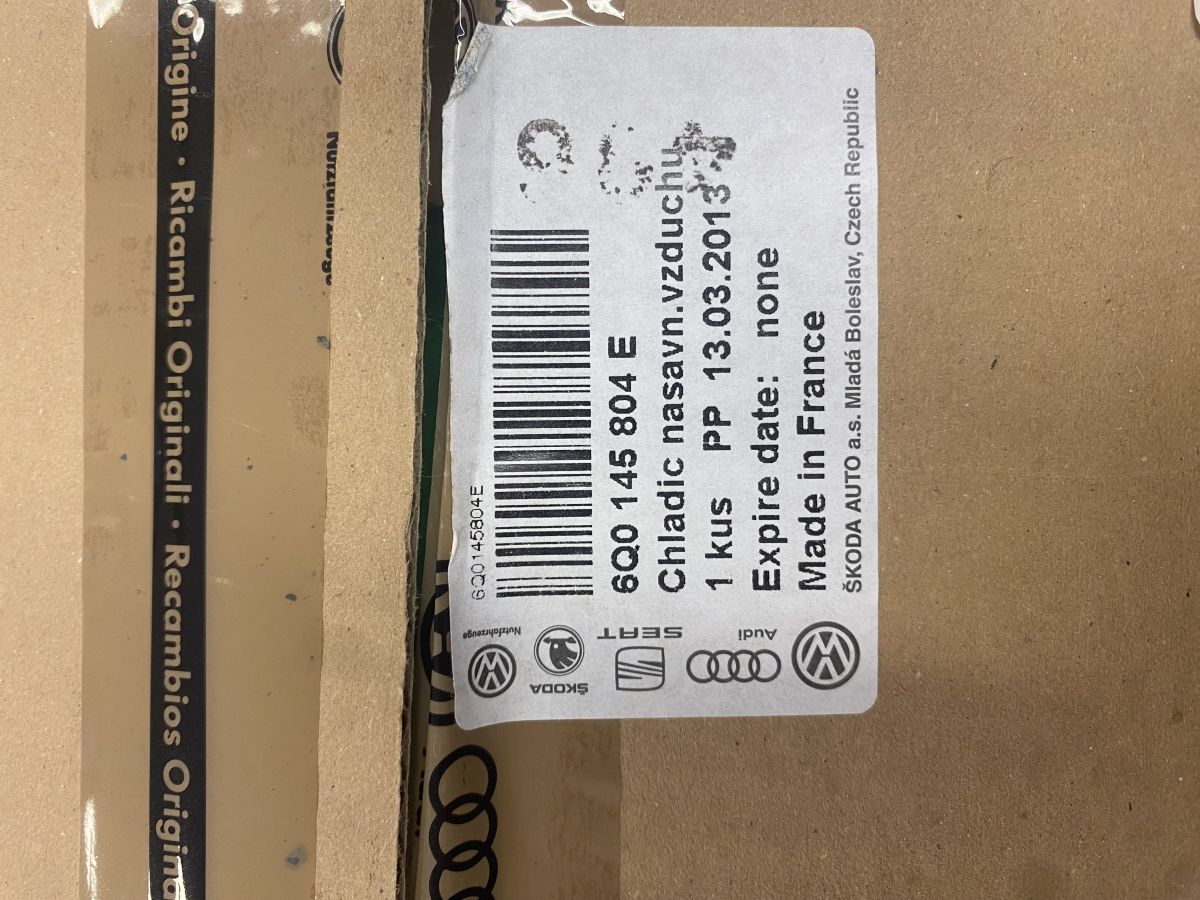 Origine • Ricambi Originali • Recambios Origina
Nutzfahrzeuge
6Q0145804E
6Q0 145 804 E
Chladic nasavn.vzduchu
1 kus PP 13.03.2013
Expire date: none
Made in France
ŠKODA AUTO a.s. Mladá Boleslav, Czech Republic
Nutzfahrzeuge
ŠKODA
SEAT
Audi